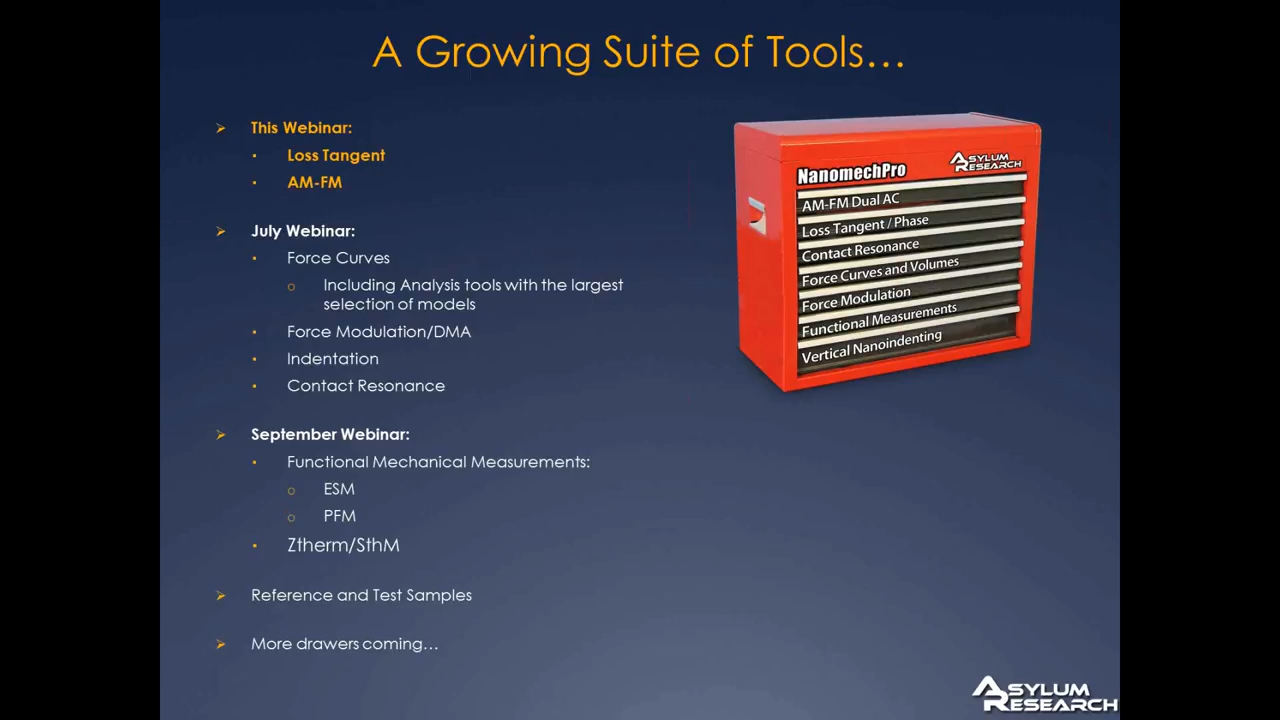 A Growing Suite of Tools...
This Webinar:
Loss Tangent
AM-FM
July Webinar:
Force Curves
Including Analysis tools with the largest
selection of models
Force Modulation/DMA
Indentation
Contact Resonance
September Webinar:
Functional Mechanical Measurements:
ESM
PFM
Ztherm/SthM
Reference and Test Samples
More drawers coming...
NanomechPro
ASYLUM
RESEARCH
AM-FM Dual AC
Loss Tangent / Phase
Contact Resonance
Force Curves and Volumes
Force Modulation
Functional Measurements
Vertical Nanoindenting
ASYLUM
RESEARCH